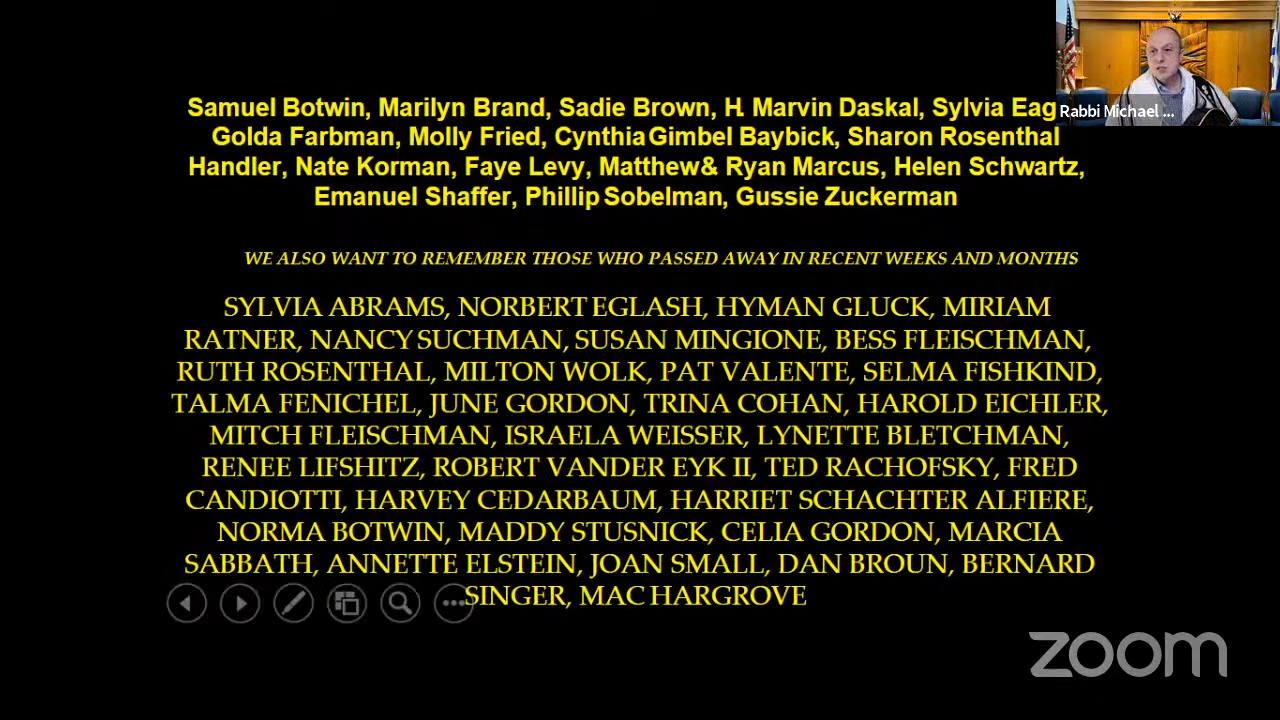 Samuel Botwin, Marilyn Brand, Sadie Brown, H. Marvin Daskal, Sylvia
Rabbi Michael ...
Golda Farbman, Molly Fried, Cynthia Gimbel Baybick, Sharon Rosenthal
Handler, Nate Korman, Faye Levy, Matthew & Ryan Marcus, Helen Schwartz,
Emanuel Shaffer, Phillip Sobelman, Gussie Zuckerman
WE ALSO WANT TO REMEMBER THOSE WHO PASSED AWAY IN RECENT WEEKS AND MONTHS
SYLVIA ABRAMS, NORBERT EGLASH, HYMAN GLUCK, MIRIAM
RATNER, NANCY SUCHMAN, SUSAN MINGIONE, BESS FLEISCHMAN,
RUTH ROSENTHAL, MILTON WOLK, PAT VALENTE, SELMA FISHKIND,
TALMA FENICHEL, JUNE GORDON, TRINA COHAN, HAROLD EICHLER,
MITCH FLEISCHMAN, ISRAELA WEISSER, LYNETTE BLETCHMAN,
RENEE LIFSHITZ, ROBERT VANDER EYK II, TED RACHOFSKY, FRED
CANDIOTTI, HARVEY CEDARBAUM, HARRIET SCHACHTER ALFIERE,
NORMA BOTWIN, MADDY STUSNICK, CELIA GORDON, MARCIA
SABBATH, ANNETTE ELSTEIN, JOAN SMALL, DAN BROUN, BERNARD
SINGER, MAC HARGROVE
zoom